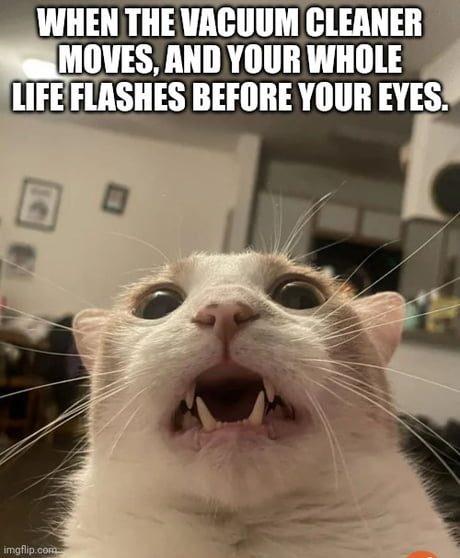 WHEN THE VACUUM CLEANER
MOVES, AND YOUR WHOLE
LIFE FLASHES BEFORE YOUR EYES.
imgflip.com